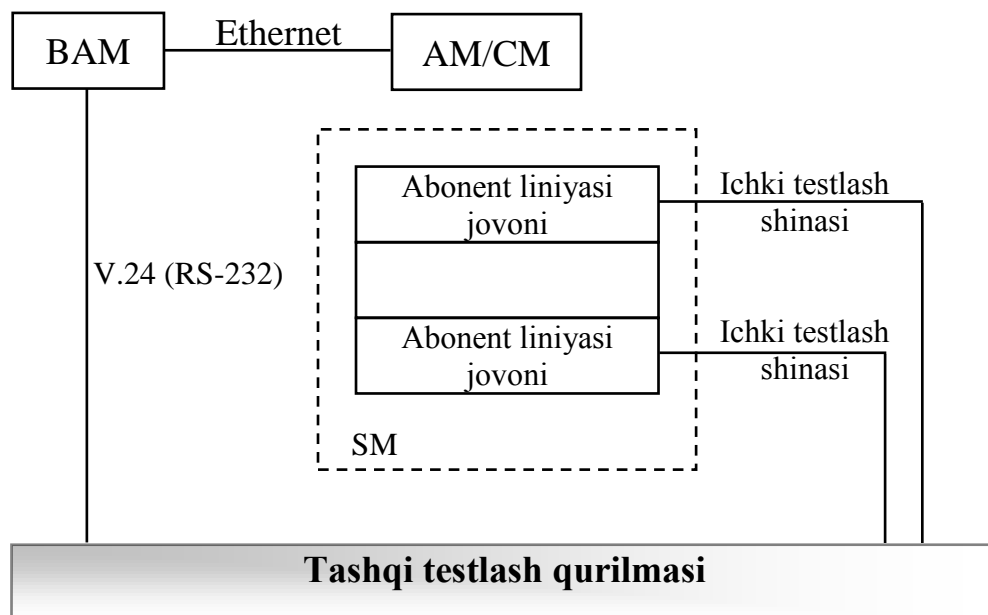 BAM
Ethernet
AM/CM
Abonent liniyasi
jovoni
Ichki testlash
shinasi
V.24 (RS-232)
Abonent liniyasi
jovoni
Ichki testlash
shinasi
SM
Tashqi testlash qurilmasi